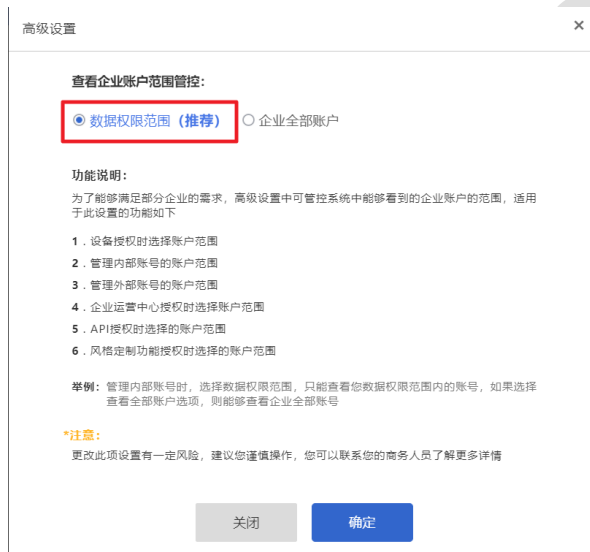 高级设置
×
查看企业账户范围管控：
数据权限范围（推荐） 企业全部账户
功能说明：
为了能够满足部分企业的需求，高级设置中可管控系统中能够看到的企业账户的范围，适用
于此设置的功能如下
1．设备授权时选择账户范围
2．管理内部账号的账户范围
3．管理外部账号的账户范围
4．企业运营中心授权时选择账户范围
5．API授权时选择的账户范围
6．风格定制功能授权时选择的账户范围
举例：管理内部账号时，选择数据权限范围，只能查看您数据权限范围内的账号，如果选择
查看全部账户选项，则能够查看企业全部账号
*注意：
更改此项设置有一定风险，建议您谨慎操作，您可以联系您的商务人员了解更多详情
关闭 确定